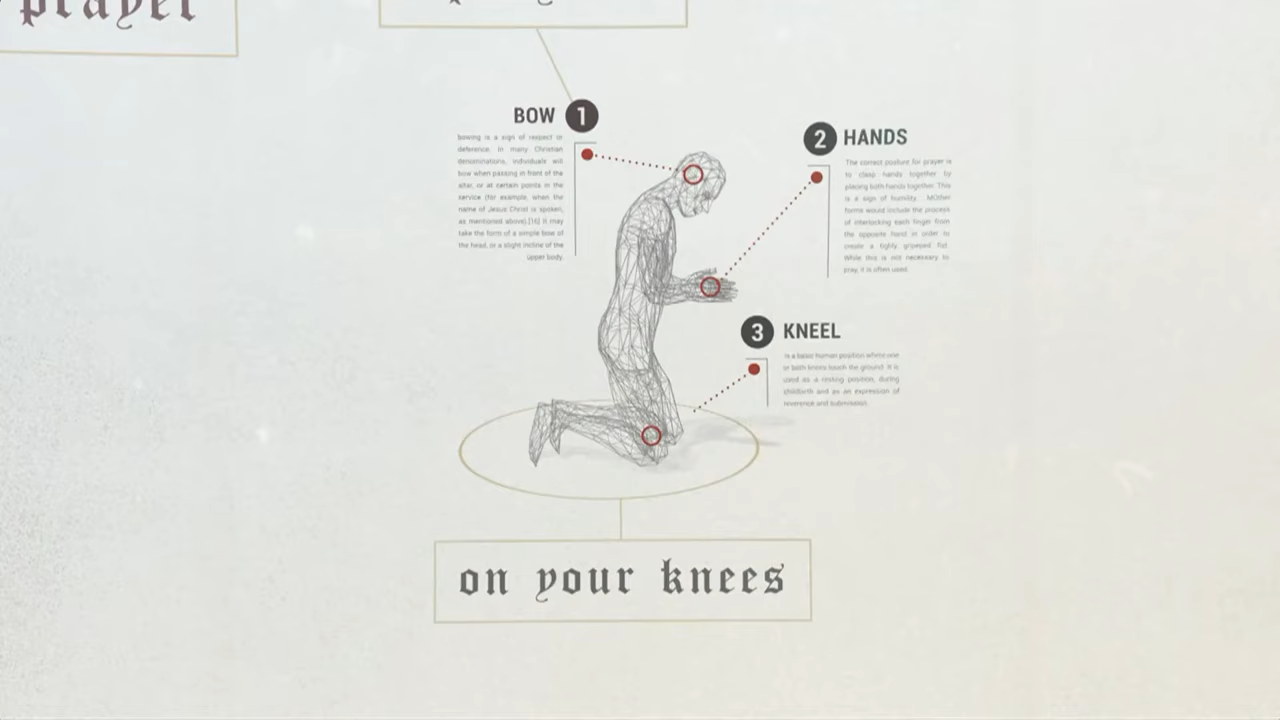 prayer
BOW 1
bowing is a sign of respect or
deference. In many Christian
denominations, individuals will
bow when passing in front of the
altar, or at certain points in the
service (for example, when the
name of Jesus Christ is spoken,
as mentioned above).[16] It may
take the form of a simple bow of
the head, or a slight incline of the
upper body.
2 HANDS
The correct posture for prayer is
to clasp hands together by
placing both hands together. This
is a sign of humility.
forms would include the process
of interlocking each finger from
the opposite hand in order to
create a tightly gripped fist.
While this is not necessary to
pray, it is often used.
3 KNEEL
is a basic human position where one
or both knees touch the ground. It is
used as a resting position, during
childbirth and as an expression of
reverence and submission.
on your knees